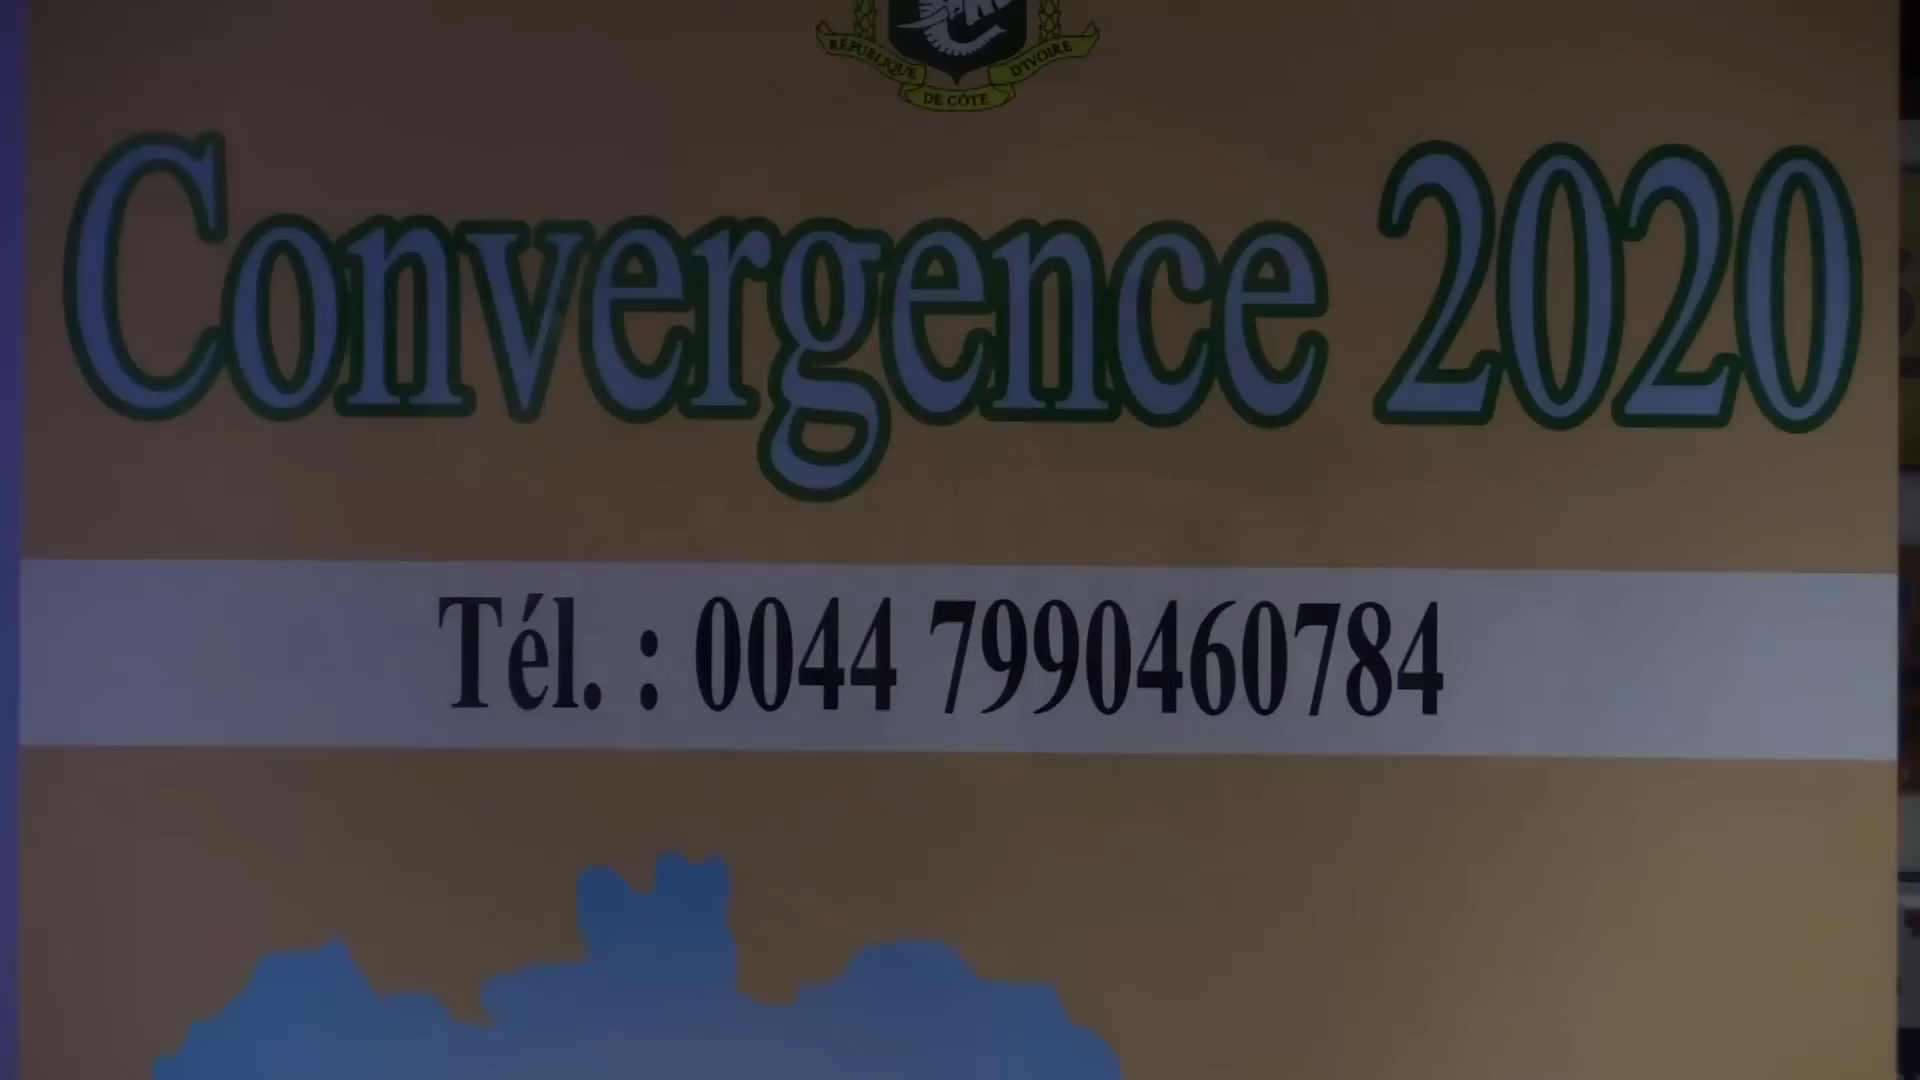 RÉPUBLIQUE DE CÔTE D'IVOIRE
Convergence 2020
Tél. : 0044 7990460784